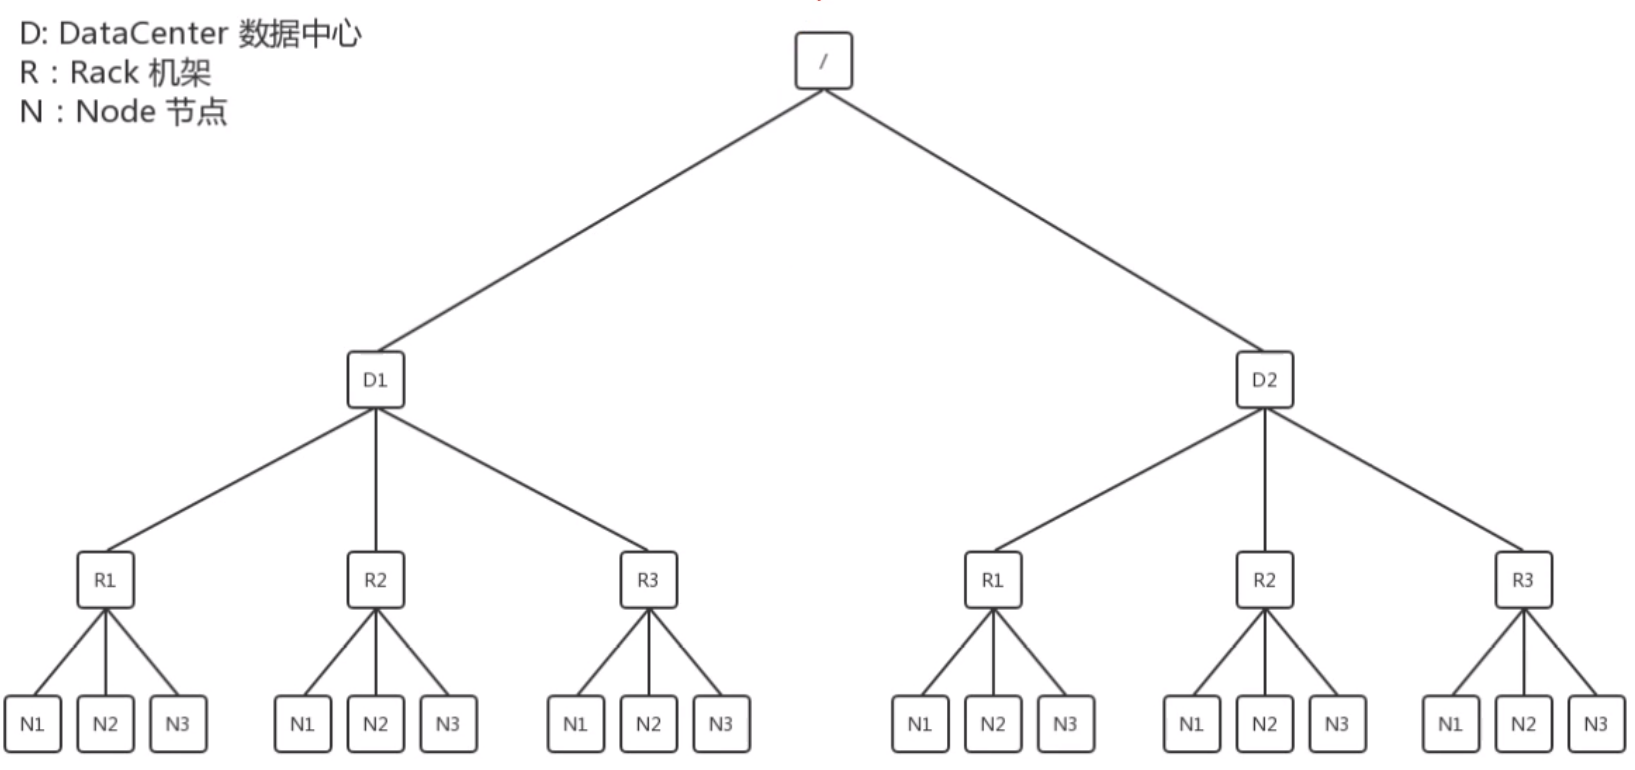 D: DataCenter 数据中心
R：Rack 机架
N：Node 节点
/
D1 D2
R1 R2 R3 R1 R2 R3
N1 N2 N3 N1 N2 N3 N1 N2 N3 N1 N2 N3 N1 N2 N3 N1 N2 N3